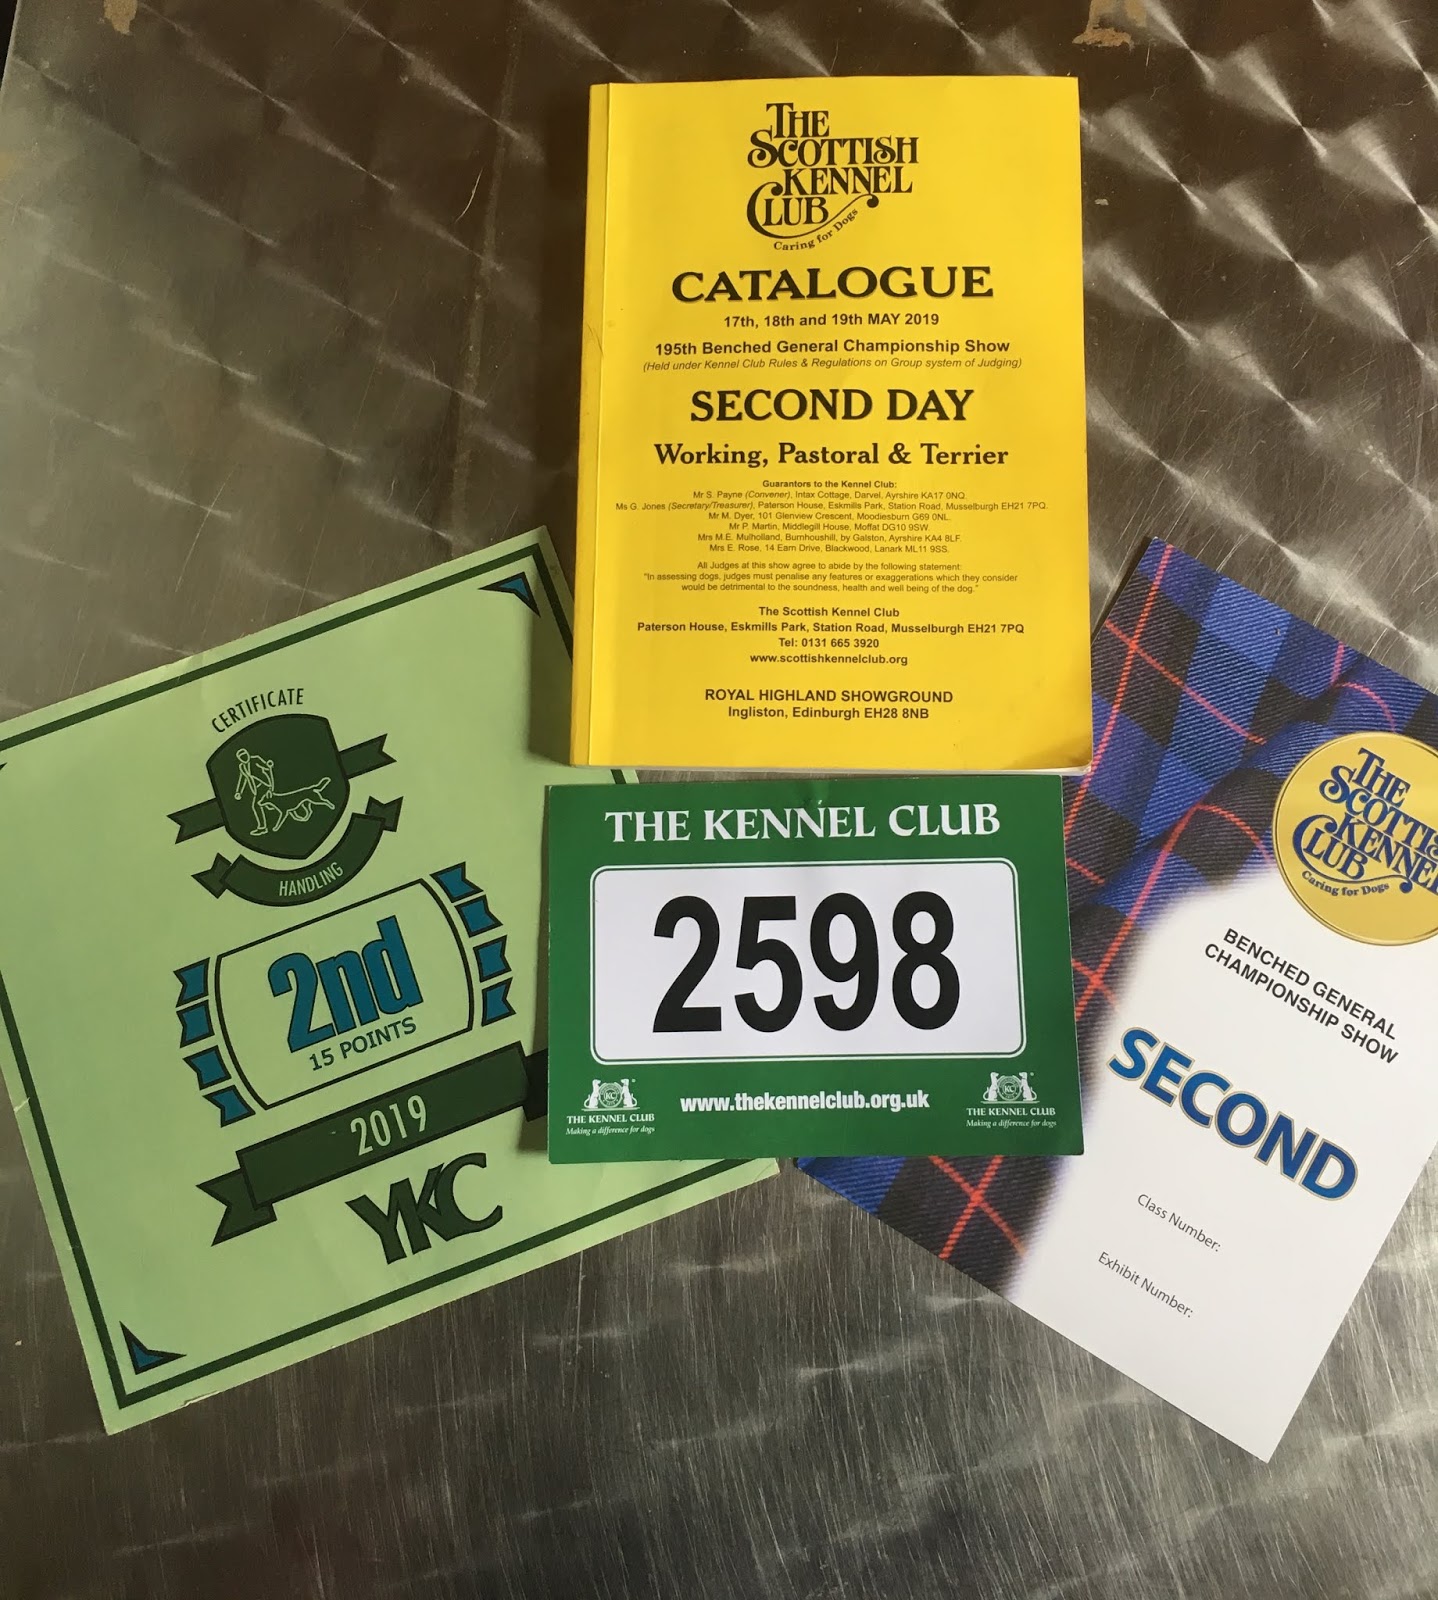 THE
SCOTTISH
KENNEL
CLUB
Caring for Dogs
CATALOGUE
17th, 18th and 19th MAY 2019
195th Benched General Championship Show
(Held under Kennel Club Rules & Regulations on Group system of Judging)
SECOND DAY
Working, Pastoral & Terrier
Guarantors to the Kennel Club:
Mr S. Payne (Convener), Intax Cottage, Darvel, Ayrshire KA17 0NQ.
Ms G. Jones (Secretary/Treasurer), Paterson House, Eskmills Park, Station Road, Musselburgh EH21 7PQ.
Mr M. Dyer, 101 Glenview Crescent, Moodiesburn G69 0NL.
Mr P. Martin, Middlegill House, Moffat DG10 9SW.
Mrs M.E. Mulholland, Burnhoushill, by Galston, Ayrshire KA4 8LF.
Mrs E. Rose, 14 Earn Drive, Blackwood, Lanark ML11 9SS.
All Judges at this show agree to abide by the following statement:
"In assessing dogs, judges must penalise any features or exaggerations which they consider
would be detrimental to the soundness, health and well being of the dog."
The Scottish Kennel Club
Paterson House, Eskmills Park, Station Road, Musselburgh EH21 7PQ
Tel: 0131 665 3920
www.scottishkennelclub.org
ROYAL HIGHLAND SHOWGROUND
Ingliston, Edinburgh EH28 8NB
CERTIFICATE
HANDLING
2nd
15 POINTS
2019
YKC
THE KENNEL CLUB
2598
THE KENNEL CLUB
Making a difference for dogs
www.thekennelclub.org.uk
THE KENNEL CLUB
Making a difference for dogs
THE
SCOTTIS
KENNEL
CLUB
Caring for Dogs
BENCHED GENERAL
CHAMPIONSHIP SHOW
SECOND
Class Number:
Exhibit Number: